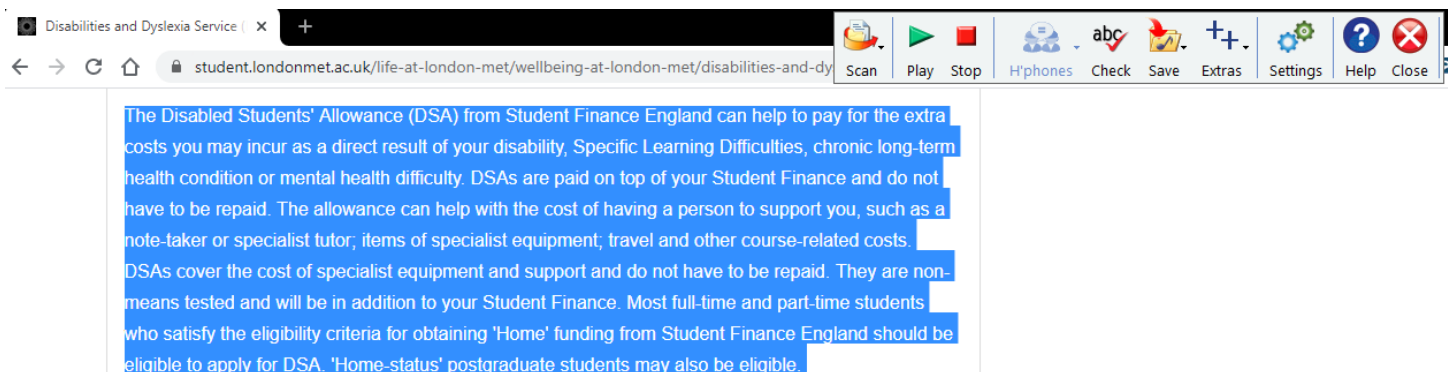 Disabilities and Dyslexia Service (
student.londonmet.ac.uk/life-at-london-met/wellbeing-at-london-met/disabilities-and-dy
Scan Play Stop H'phones abc Check Save Extras Settings Help Close
The Disabled Students' Allowance (DSA) from Student Finance England can help to pay for the extra
costs you may incur as a direct result of your disability, Specific Learning Difficulties, chronic long-term
health condition or mental health difficulty. DSAs are paid on top of your Student Finance and do not
have to be repaid. The allowance can help with the cost of having a person to support you, such as a
note-taker or specialist tutor; items of specialist equipment; travel and other course-related costs.
DSAs cover the cost of specialist equipment and support and do not have to be repaid. They are non-
means tested and will be in addition to your Student Finance. Most full-time and part-time students
who satisfy the eligibility criteria for obtaining 'Home' funding from Student Finance England should be
eligible to apply for DSA. 'Home-status' postgraduate students may also be eligible.